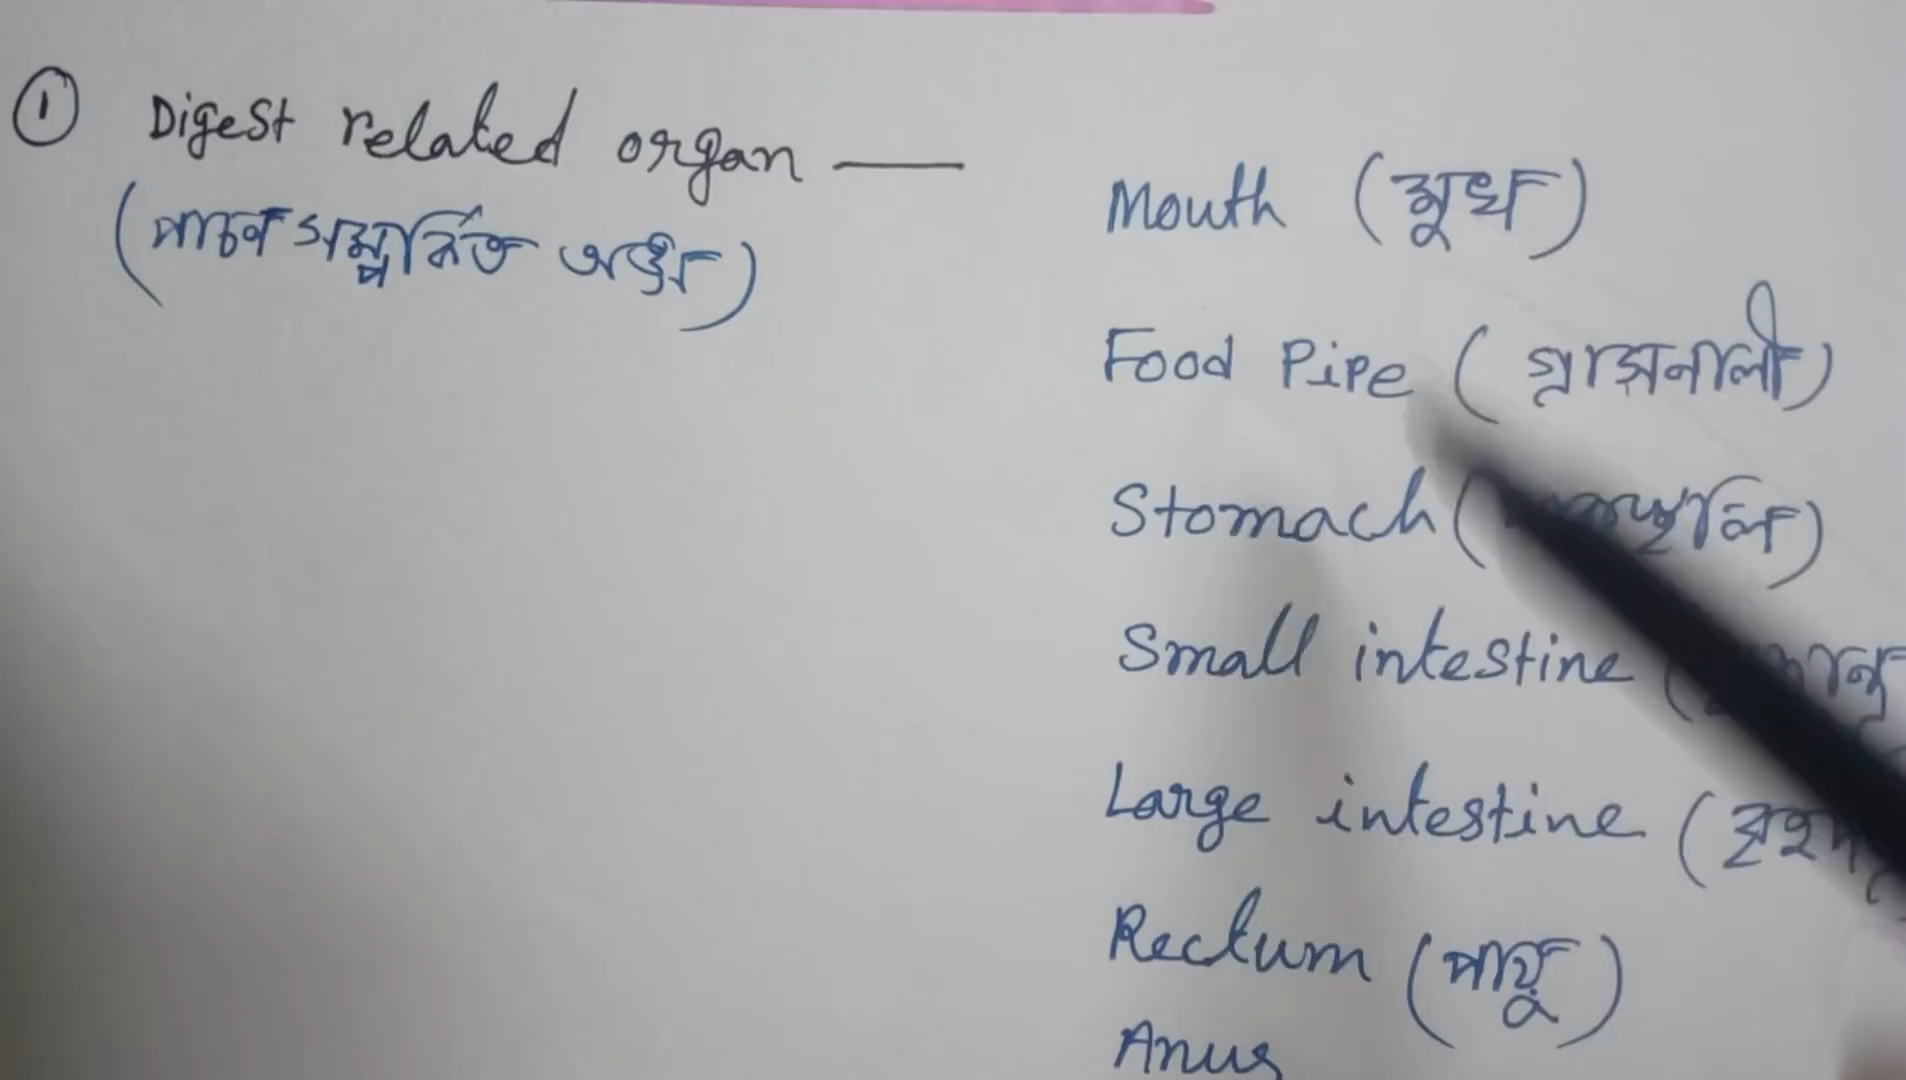 ① Digest related organ —
(পাচন সম্পর্কিত অঙ্গ)
Mouth (মুখ)
Food Pipe (গ্রাসনালী)
Stomach (
Small intestine (
Large intestine (
Rectum (পায়ু)
Anus